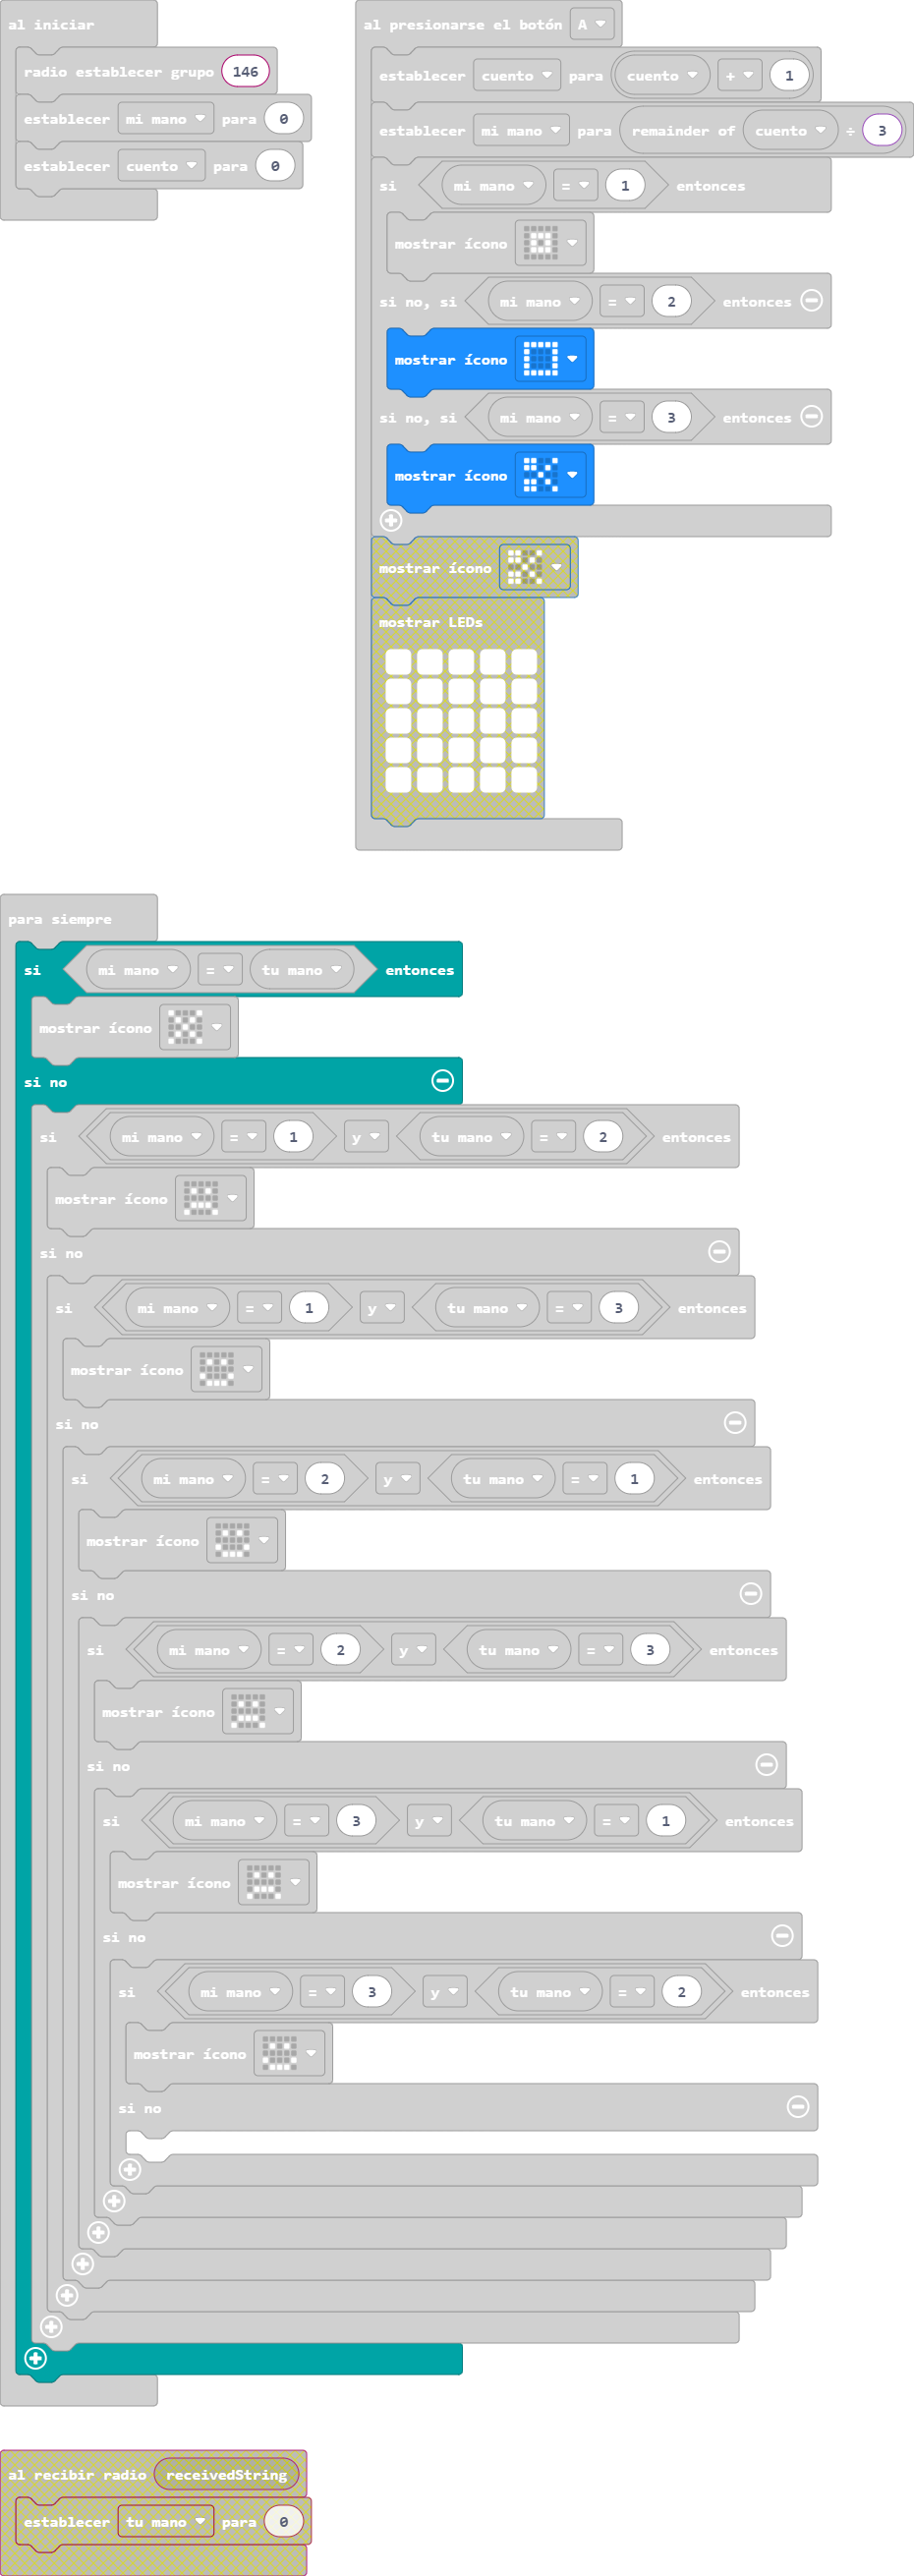 al iniciar
radio establecer grupo 146
establecer mi mano para 0
establecer cuento para 0
al presionarse el botón A
establecer cuento para cuento + 1
establecer mi mano para remainder of cuento ÷ 3
si mi mano = 1 entonces
mostrar ícono
si no, si mi mano = 2 entonces
mostrar ícono
si no, si mi mano = 3 entonces
mostrar ícono
mostrar ícono
mostrar LEDs
para siempre
si mi mano = tu mano entonces
mostrar ícono
si no
si mi mano = 1 y tu mano = 2 entonces
mostrar ícono
si no
si mi mano = 1 y tu mano = 3 entonces
mostrar ícono
si no
si mi mano = 2 y tu mano = 1 entonces
mostrar ícono
si no
si mi mano = 2 y tu mano = 3 entonces
mostrar ícono
si no
si mi mano = 3 y tu mano = 1 entonces
mostrar ícono
si no
si mi mano = 3 y tu mano = 2 entonces
mostrar ícono
si no
al recibir radio receivedString
establecer tu mano para 0